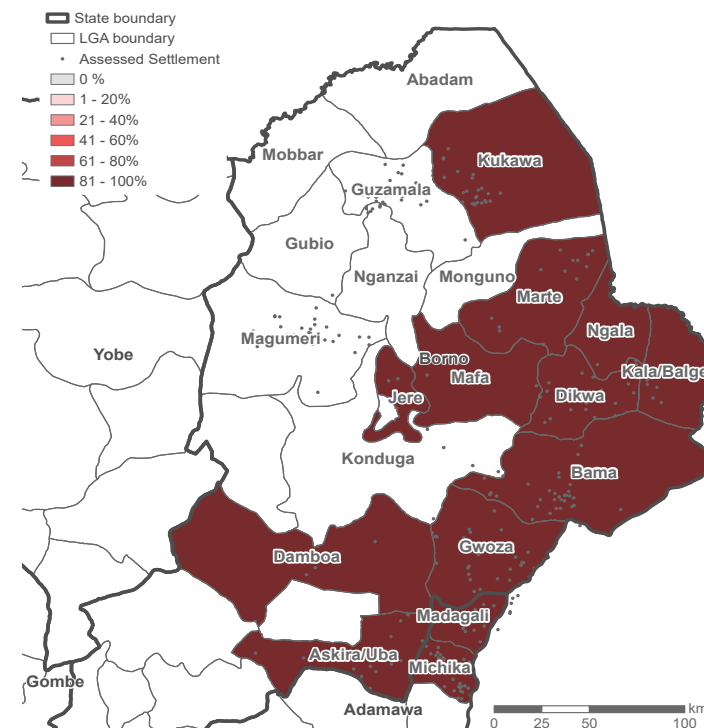 State boundary
LGA boundary
Assessed Settlement
0 %
1 - 20%
21 - 40%
41 - 60%
61 - 80%
81 - 100%
Abadam
Mobbar
Kukawa
Guzamala
Gubio
Nganzai
Monguno
Marte
Magumeri
Ngala
Yobe
Borno
Mafa
Kala/Balge
Jere
Dikwa
Konduga
Bama
Damboa
Gwoza
Madagali
Askira/Uba
Michika
Gombe
Adamawa
km
0 25 50 100